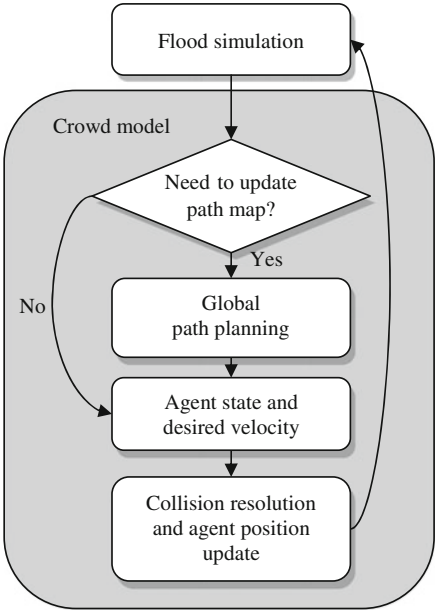 Flood simulation
Crowd model
Need to update
path map?
Yes
No
Global
path planning
Agent state and
desired velocity
Collision resolution
and agent position
update